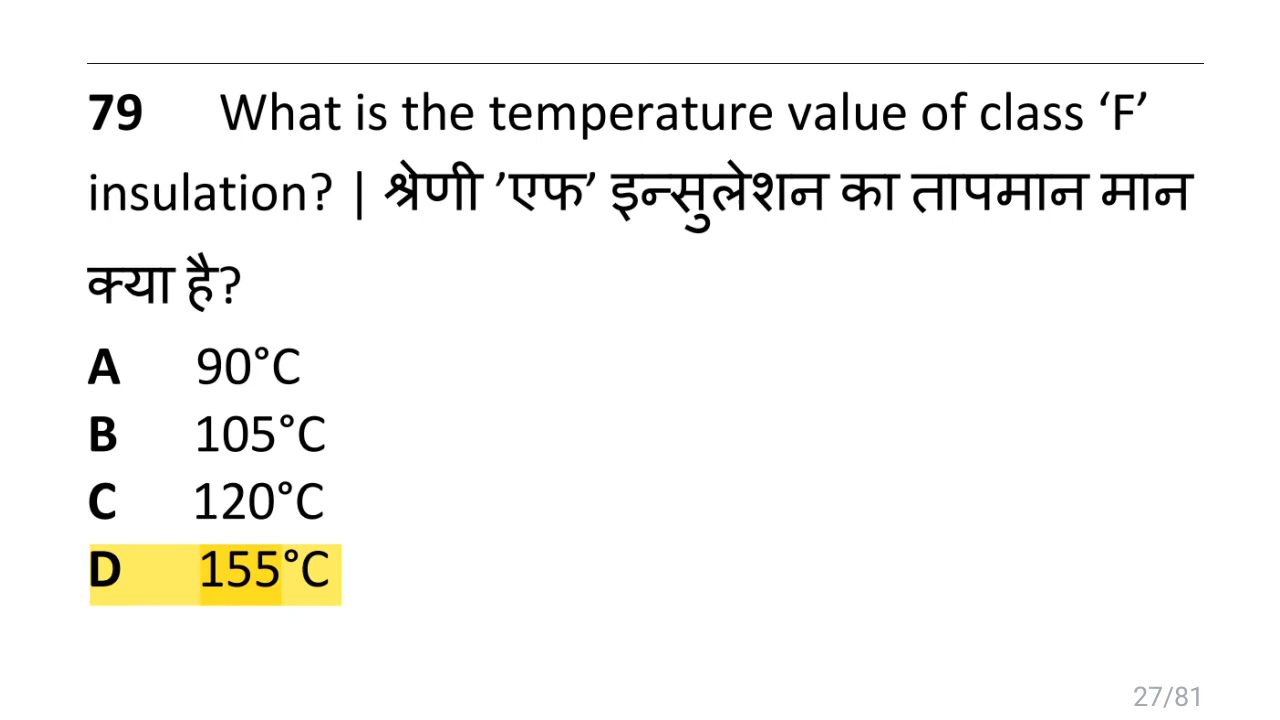 79 What is the temperature value of class ‘F’
insulation? | श्रेणी ’एफ’ इन्सुलेशन का तापमान मान
क्या है?
A 90°C
B 105°C
C 120°C
D 155°C
27/81